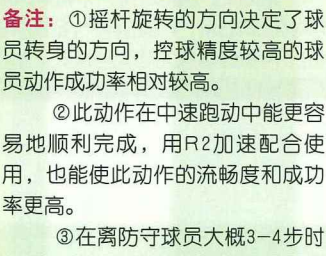 备注：①摇杆旋转的方向决定了球
员转身的方向，控球精度较高的球
员动作成功率相对较高。
②此动作在中速跑动中能更容
易地顺利完成，用R2加速配合使
用，也能使此动作的流畅度和成功
率更高。
③在离防守球员大概3—4步时